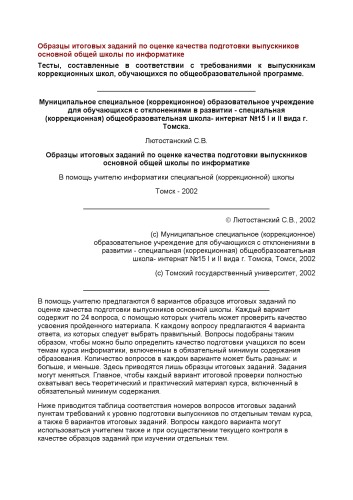 Образцы итоговых заданий по оценке качества подготовки выпускников
основной общей школы по информатике
Тесты, составленные в соответствии с требованиями к выпускникам
коррекционных школ, обучающихся по общеобразовательной программе.
Муниципальное специальное (коррекционное) образовательное учреждение
для обучающихся с отклонениями в развитии - специальная
(коррекционная) общеобразовательная школа- интернат №15 I и II вида г.
Томска.
Лютостанский С.В.
Образцы итоговых заданий по оценке качества подготовки выпускников
основной общей школы по информатике
В помощь учителю информатики специальной (коррекционной) школы
Томск - 2002
© Лютостанский С.В., 2002
(с) Муниципальное специальное (коррекционное)
образовательное учреждение для обучающихся с отклонениями в
развитии - специальная (коррекционная) общеобразовательная
школа- интернат №15 I и II вида г. Томска, Томск, 2002
(с) Томский государственный университет, 2002
В помощь учителю предлагаются 6 вариантов образцов итоговых заданий по
оценке качества подготовки выпускников основной школы. Каждый вариант
содержит по 24 вопроса, с помощью которых учитель может проверить качество
усвоения пройденного материала. К каждому вопросу предлагаются 4 варианта
ответа, из которых следует выбрать правильный. Вопросы подобраны таким
образом, чтобы можно было определить качество подготовки учащихся по всем
темам курса информатики, включенным в обязательный минимум содержания
образования. Количество вопросов в каждом варианте может быть разным: и
больше, и меньше. Здесь приводятся лишь образцы итоговых заданий. Задания
могут меняться. Главное, чтобы каждый вариант итоговой проверки полностью
охватывал весь теоретический и практический материал курса, включенный в
обязательный минимум содержания.
Ниже приводится таблица соответствия номеров вопросов итоговых заданий
пунктам требований к уровню подготовки выпускников по отдельным темам курса,
а также 6 вариантов итоговых заданий. Вопросы каждого варианта могут
использоваться учителем также и при осуществлении текущего контроля в
качестве образцов заданий при изучении отдельных тем.